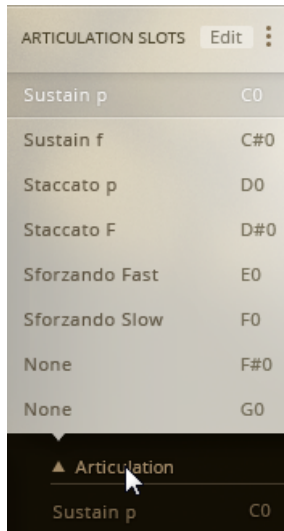 ARTICULATION SLOTS Edit
Sustain p C0
Sustain f C#0
Staccato p D0
Staccato F D#0
Sforzando Fast E0
Sforzando Slow F0
None F#0
None G0
▲ Articulation
Sustain p C0